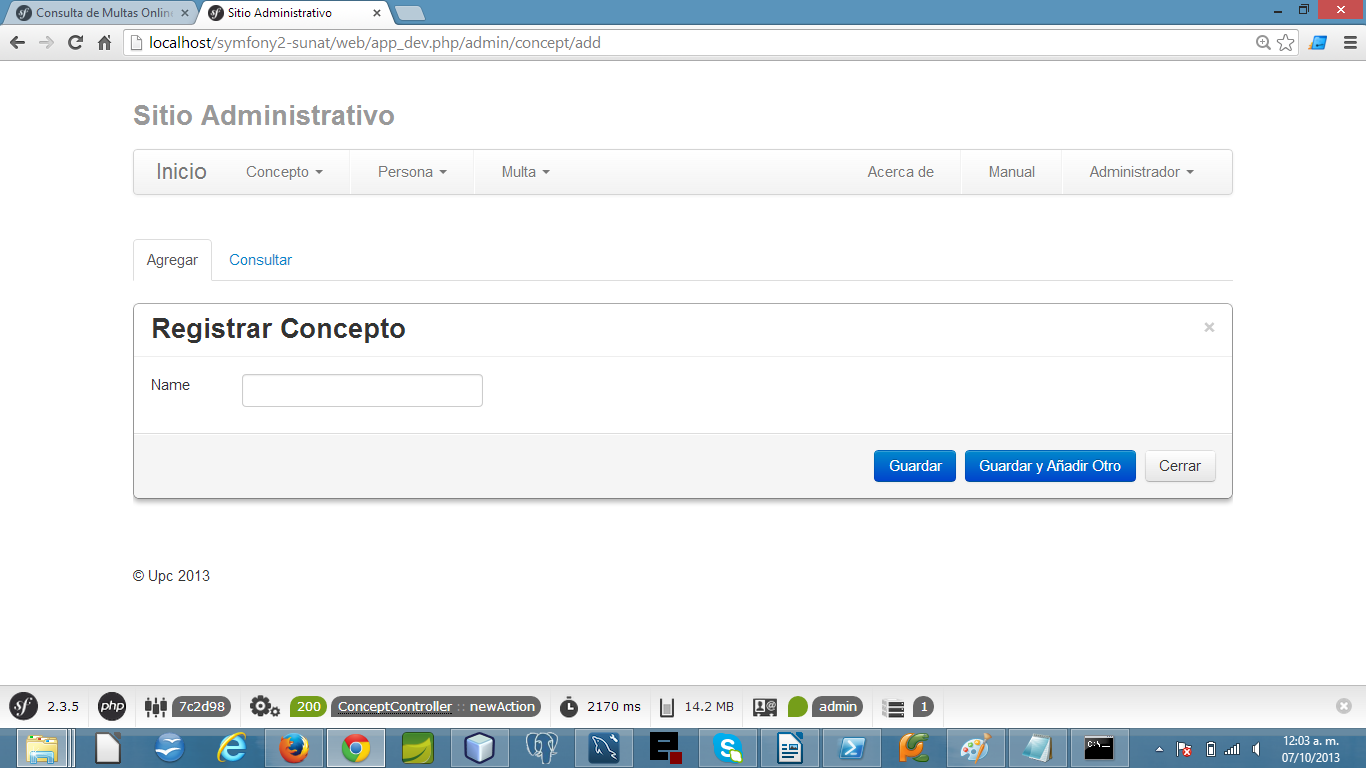 Consulta de Multas Online
Sitio Administrativo
localhost/symfony2-sunat/web/app_dev.php/admin/concept/add
Sitio Administrativo
Inicio Concepto Persona Multa Acerca de Manual Administrador
Agregar Consultar
Registrar Concepto ×
Name
Guardar Guardar y Añadir Otro Cerrar
© Upc 2013
sf 2.3.5 php 7c2d98 200 ConceptController :: newAction 2170 ms 14.2 MB admin 1
12:03 a. m.
07/10/2013